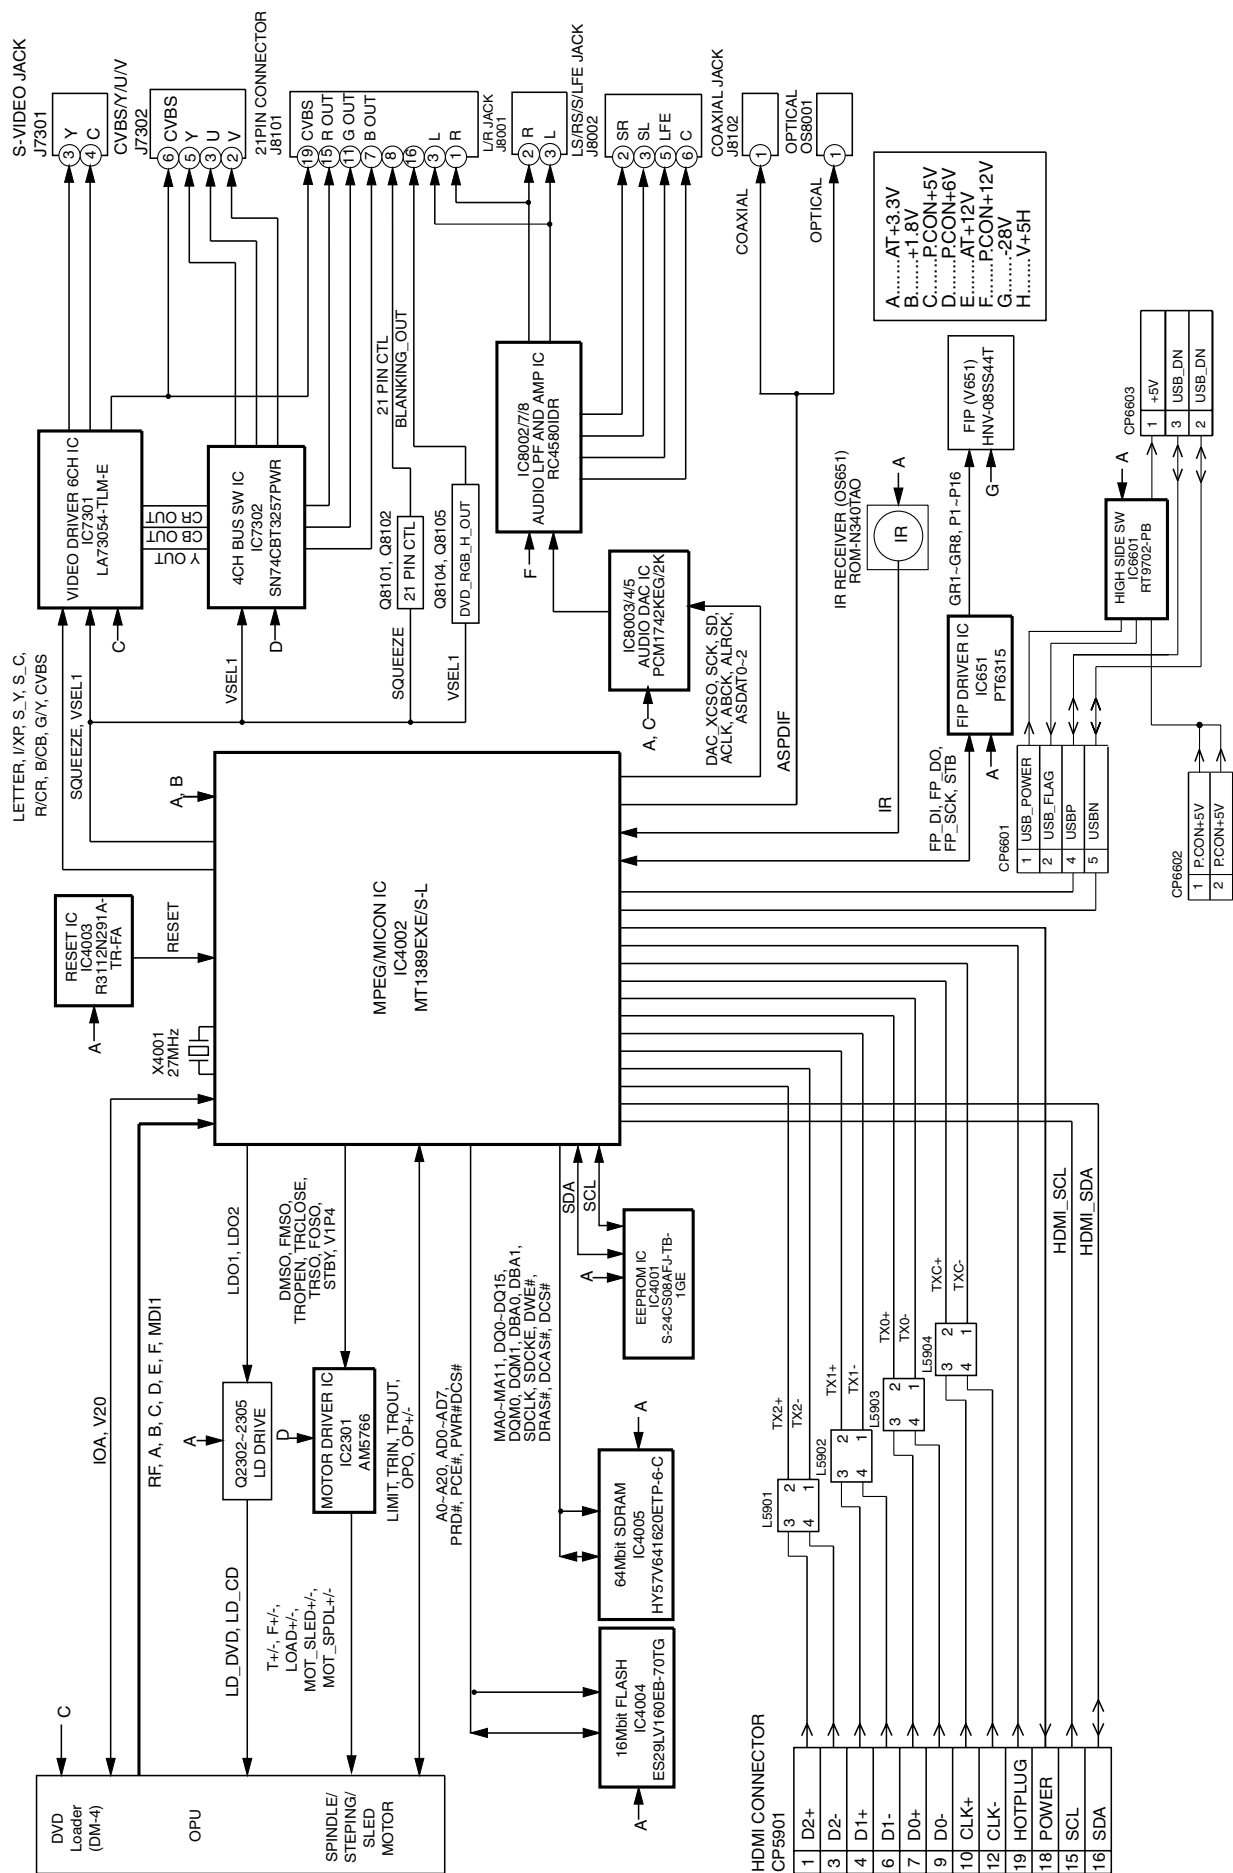 DVD
Loader
(DM-4)
C
OPU
SPINDLE/
STEPING/
SLED
MOTOR
IOA, V20
RF, A, B, C, D, E, F, MDI1
LD_DVD, LD_CD
A
Q2302~2305
LD DRIVE
LDO1, LDO2
T+/-, F+/-,
LOAD+/-,
MOT_SLED+/-,
MOT_SPDL+/-
D
MOTOR DRIVER IC
IC2301
AM5766
DMSO, FMSO,
TROPEN, TRCLOSE,
TRSO, FOSO,
STBY, V1P4
LIMIT, TRIN, TROUT,
OPO, OP+/-
A0~A20, AD0~AD7,
PRD#, PCE#, PWR#DCS#
MA0~MA11, DQ0~DQ15,
DQM0, DQM1, DBA0, DBA1,
SDCLK, SDCKE, DWE#,
DRAS#, DCAS#, DCS#
SDA
SCL
A
16Mbit FLASH
IC4004
ES29LV160EB-70TG
64Mbit SDRAM
IC4005
HY57V641620ETP-6-C
A
A
EEPROM IC
IC4001
S-24CS08AFJ-TB-
1GE
X4001
27MHz
A
RESET IC
IC4003
R3112N291A-
TR-FA
RESET
MPEG/MICON IC
IC4002
MT1389EXE/S-L
A, B
LETTER, I/XP, S_Y, S_C,
R/CR, B/CB, G/Y, CVBS
SQUEEZE, VSEL1
VSEL1
SQUEEZE
VSEL1
C
VIDEO DRIVER 6CH IC
IC7301
LA73054-TLM-E
Y OUT
CB OUT
CR OUT
D
4CH BUS SW IC
IC7302
SN74CBT3257PWR
Q8101, Q8102
21 PIN CTL
Q8104, Q8105
DVD_RGB_H_OUT
21 PIN CTL
BLANKING_OUT
S-VIDEO JACK
J7301
3 Y
4 C
CVBS/Y/U/V
J7302
6 CVBS
5 Y
3 U
2 V
21PIN CONNECTOR
J8101
19 CVBS
15 R OUT
11 G OUT
7 B OUT
8
16
3 L
1 R
L/R JACK
J8001
2 R
3 L
LS/RS/S/LFE JACK
J8002
2 SR
3 SL
5 LFE
6 C
COAXIAL JACK
J8102
1
OPTICAL
OS8001
1
COAXIAL
OPTICAL
F
IC8002/7/8
AUDIO LPF AND AMP IC
RC4580IDR
A, C
IC8003/4/5
AUDIO DAC IC
PCM1742KEG/2K
DAC_XCSO, SCK, SD,
ACLK, ABCK, ALRCK,
ASDAT0~2
ASPDIF
IR
IR
A
IR RECEIVER (OS651)
ROM-N340TAO
FP_DI, FP_DO,
FP_SCK, STB
A
FIP DRIVER IC
IC651
PT6315
GR1~GR8, P1~P16
G
FIP (V651)
HNV-08SS44T
A........AT+3.3V
B........+1.8V
C........P.CON+5V
D........P.CON+6V
E........AT+12V
F........P.CON+12V
G........-28V
H........V+5H
CP6601
1 USB_POWER
2 USB_FLAG
4 USBP
5 USBN
CP6602
1 P.CON+5V
2 P.CON+5V
A
HIGH SIDE SW
IC6601
RT9702-PB
CP6603
1 +5V
3 USB_DN
2 USB_DN
HDMI CONNECTOR
CP5901
1 D2+
3 D2-
4 D1+
6 D1-
7 D0+
9 D0-
10 CLK+
12 CLK-
19 HOTPLUG
18 POWER
15 SCL
16 SDA
L5901
3 2
4 1
TX2+
TX2-
L5902
3 2
4 1
TX1+
TX1-
L5903
3 2
4 1
TX0+
TX0-
L5904
3 2
4 1
TXC+
TXC-
HDMI_SCL
HDMI_SDA